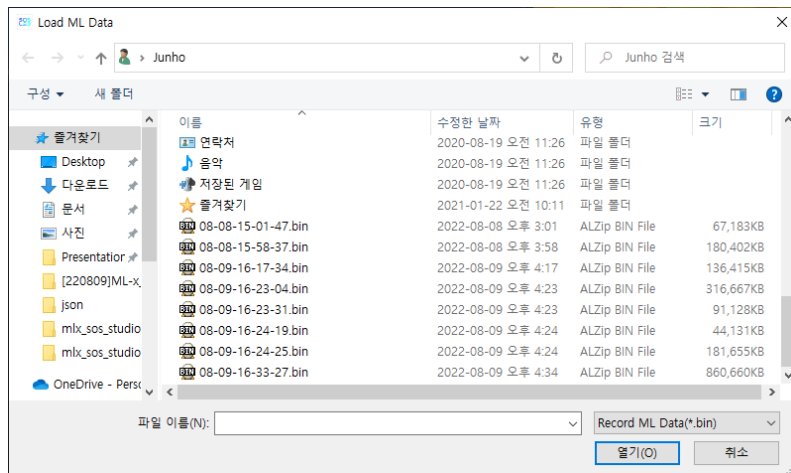 Load ML Data
Junho
Junho 검색
구성
새 폴더
이름 수정한 날짜 유형 크기
즐겨찾기
Desktop
다운로드
문서
사진
Presentation
[220809]ML-x_
json
mlx_sos_studio
mlx_sos_studio
OneDrive - Perso
연락처 2020-08-19 오전 11:26 파일 폴더
음악 2020-08-19 오전 11:26 파일 폴더
저장된 게임 2020-08-19 오전 11:26 파일 폴더
즐겨찾기 2021-01-22 오전 10:11 파일 폴더
08-08-15-01-47.bin 2022-08-08 오후 3:01 ALZip BIN File 67,183KB
08-08-15-58-37.bin 2022-08-08 오후 3:58 ALZip BIN File 180,402KB
08-09-16-17-34.bin 2022-08-09 오후 4:17 ALZip BIN File 136,415KB
08-09-16-23-04.bin 2022-08-09 오후 4:23 ALZip BIN File 316,667KB
08-09-16-23-31.bin 2022-08-09 오후 4:23 ALZip BIN File 91,128KB
08-09-16-24-19.bin 2022-08-09 오후 4:24 ALZip BIN File 44,131KB
08-09-16-24-25.bin 2022-08-09 오후 4:24 ALZip BIN File 181,655KB
08-09-16-33-27.bin 2022-08-09 오후 4:34 ALZip BIN File 860,660KB
파일 이름(N):
Record ML Data(*.bin)
열기(O) 취소